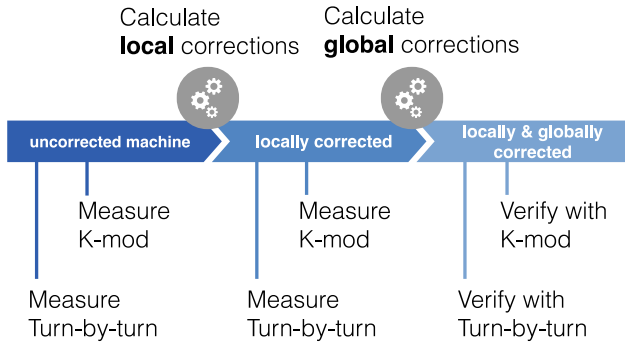 Calculate
local corrections
Calculate
global corrections
uncorrected machine
locally corrected
locally & globally
corrected
Measure
K-mod
Measure
K-mod
Verify with
K-mod
Measure
Turn-by-turn
Measure
Turn-by-turn
Verify with
Turn-by-turn